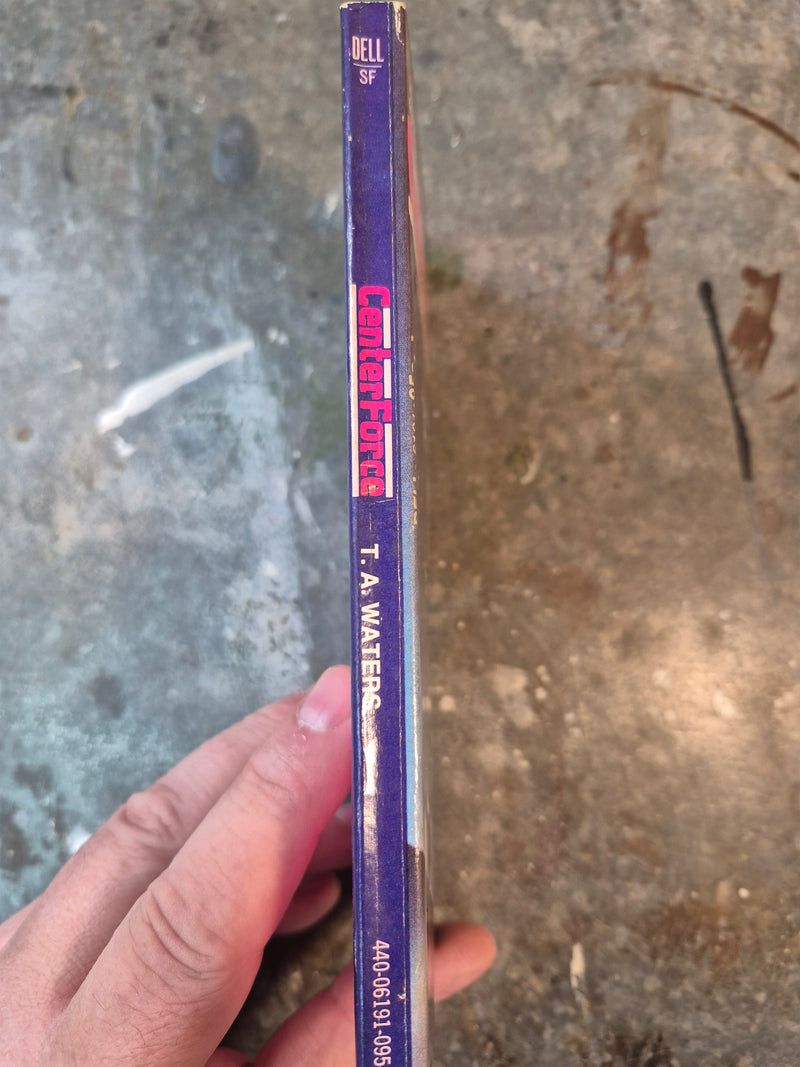 DELL
SF
CenterForce
T. A. WATERS
440-06191-095